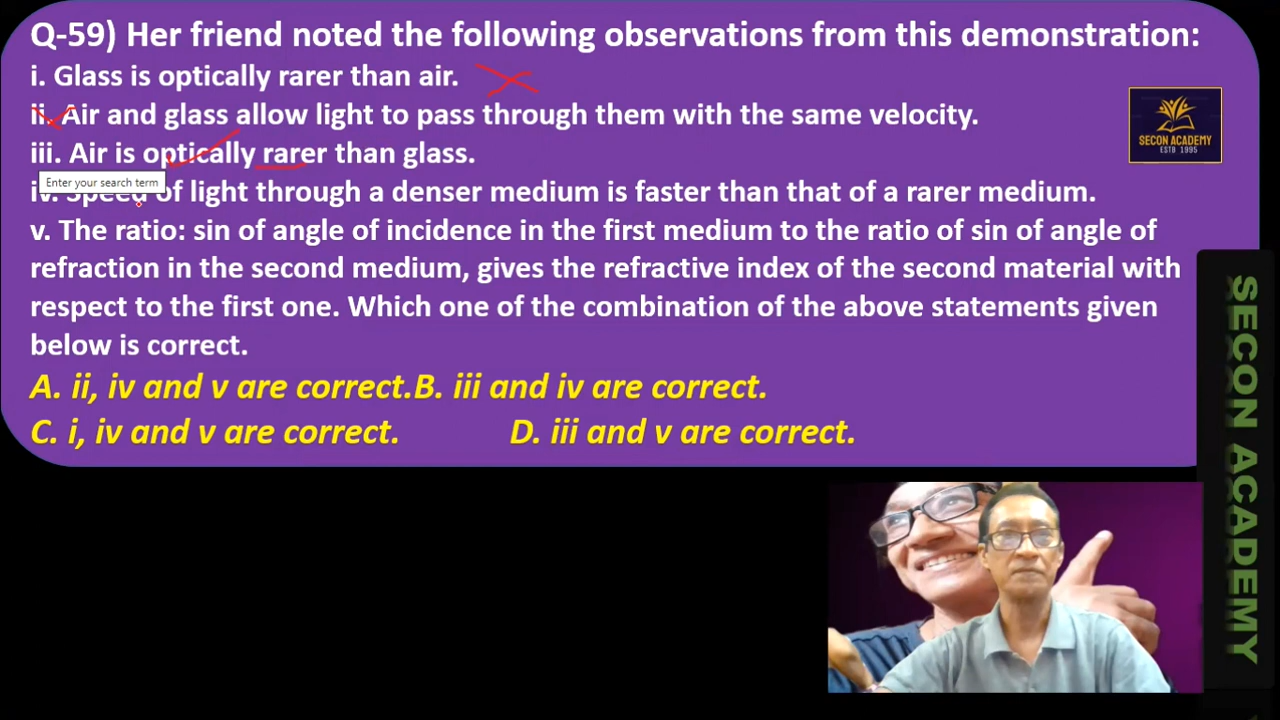 Q-59) Her friend noted the following observations from this demonstration:
i. Glass is optically rarer than air.
ii. Air and glass allow light to pass through them with the same velocity.
iii. Air is optically rarer than glass.
Enter your search term
iv. Speed of light through a denser medium is faster than that of a rarer medium.
v. The ratio: sin of angle of incidence in the first medium to the ratio of sin of angle of
refraction in the second medium, gives the refractive index of the second material with
respect to the first one. Which one of the combination of the above statements given
below is correct.
A. ii, iv and v are correct.B. iii and iv are correct.
C. i, iv and v are correct. D. iii and v are correct.
SECON ACADEMY
ESTB 1995
SECON ACADEMY